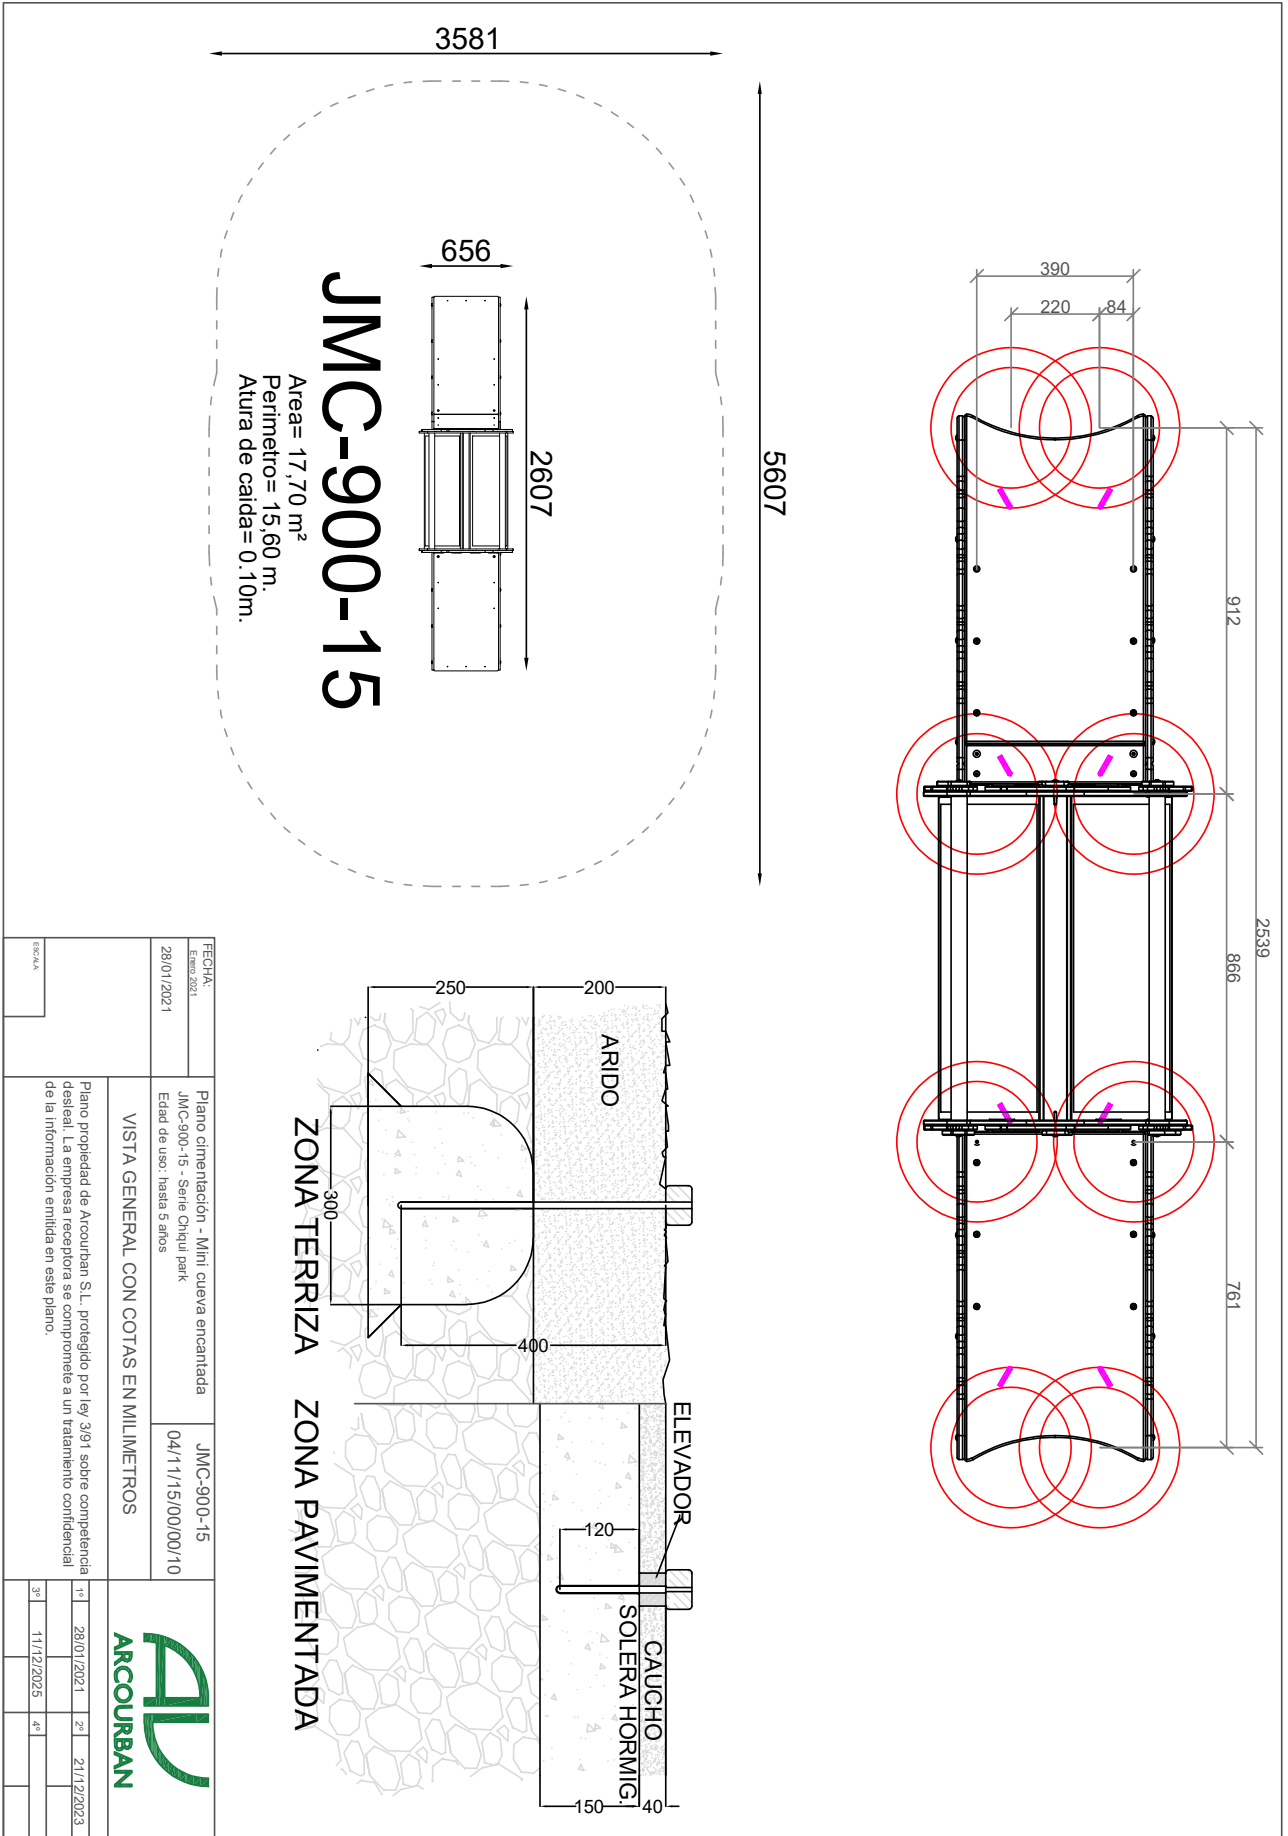 3581
5607
656
2607
JMC-900-15
Area= 17,70 m²
Perimetro= 15,60 m.
Atura de caida= 0.10m.
390
220
84
912
2539
866
761
250
200
ARIDO
300
400
ZONA TERRIZA
ELEVADOR
120
CAUCHO
SOLERA HORMIG.
150
40
ZONA PAVIMENTADA
FECHA:
Enero 2021
28/01/2021
ESCALA:
Plano cimentación - Mini cueva encantada
JMC-900-15 - Serie Chiqui park
Edad de uso: hasta 5 años
JMC-900-15
04/11/15/00/00/10
VISTA GENERAL CON COTAS EN MILIMETROS
Plano propiedad de Arcourban S.L. protegido por ley 3/91 sobre competencia
desleal. La empresa receptora se compromete a un tratamiento confidencial
de la información emitida en este plano.
ARCOURBAN
1º 28/01/2021 2º 21/12/2023
3º 11/12/2025 4º